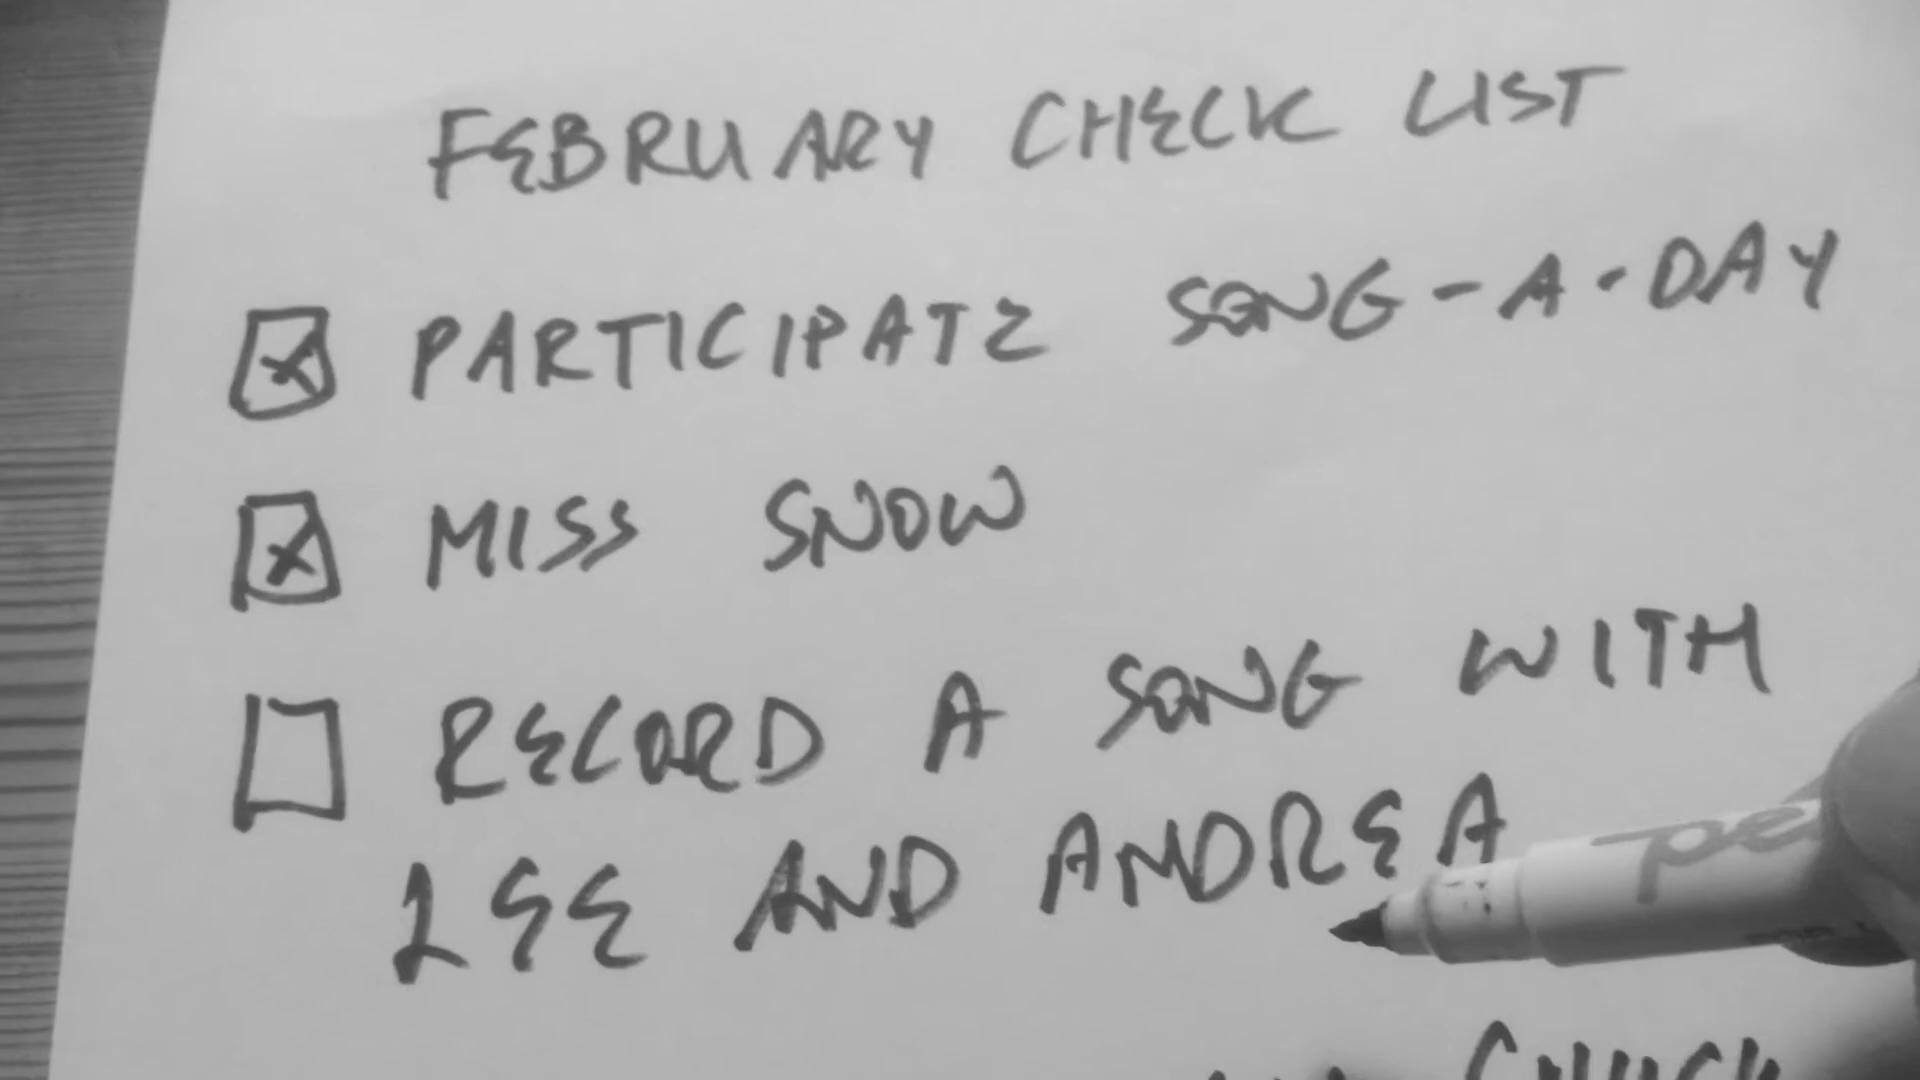 FEBRUARY CHECK LIST
PARTICIPATE SONG-A-DAY
MISS SNOW
RECORD A SONG WITH
LEE AND ANDREA